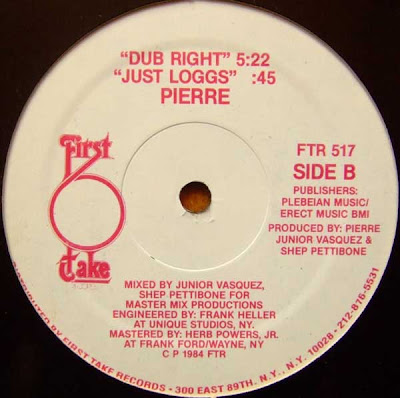 "DUB RIGHT" 5:22
"JUST LOGGS" :45
PIERRE
First
Take
FTR 517
SIDE B
PUBLISHERS:
PLEBEIAN MUSIC/
ERECT MUSIC BMI
PRODUCED BY: PIERRE
JUNIOR VASQUEZ &
SHEP PETTIBONE
MIXED BY JUNIOR VASQUEZ,
SHEP PETTIBONE FOR
MASTER MIX PRODUCTIONS
ENGINEERED BY: FRANK HELLER
AT UNIQUE STUDIOS, NY.
MASTERED BY: HERB POWERS, JR.
AT FRANK FORD/WAYNE, NY
C P 1984 FTR
DISTRIBUTED BY FIRST TAKE RECORDS - 300 EAST 89TH, N.Y., N.Y. 10028 - 212-876-5531